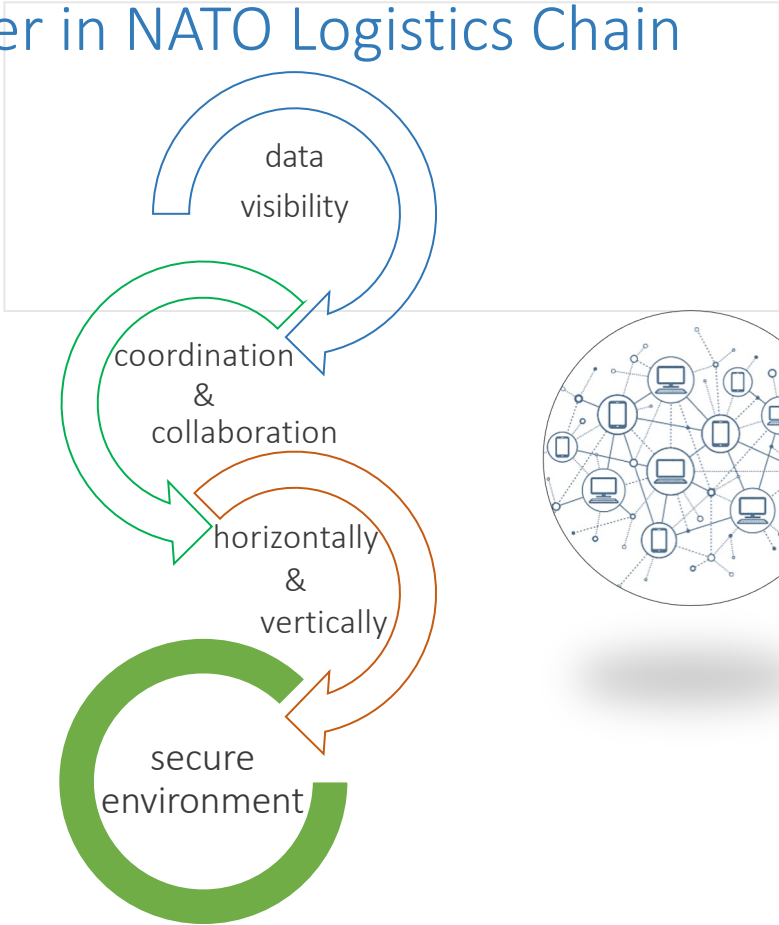 er in NATO Logistics Chain
data
visibility
coordination
&
collaboration
horizontally
&
vertically
secure
environment